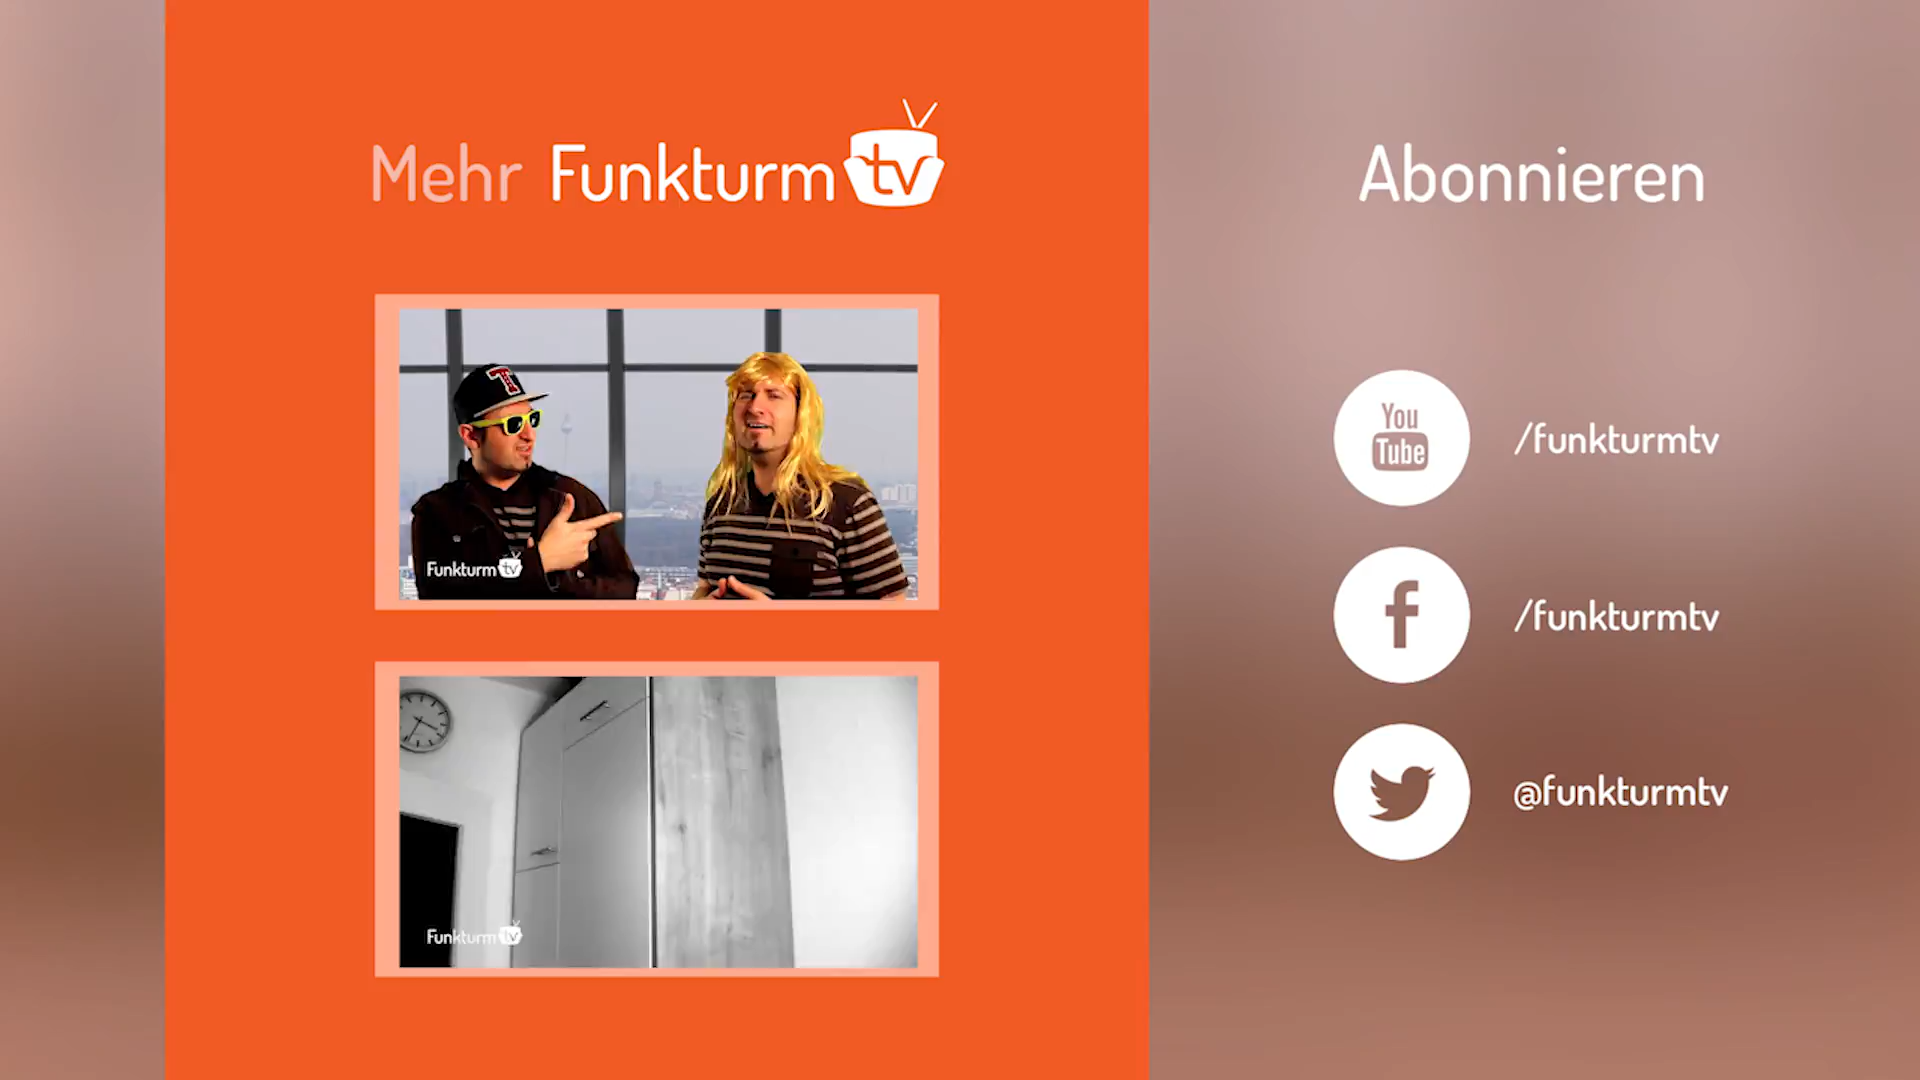 Mehr Funkturm tv
Funkturm tv
Funkturm tv
Abonnieren
You
Tube
/funkturmtv
f
/funkturmtv
@funkturmtv
T